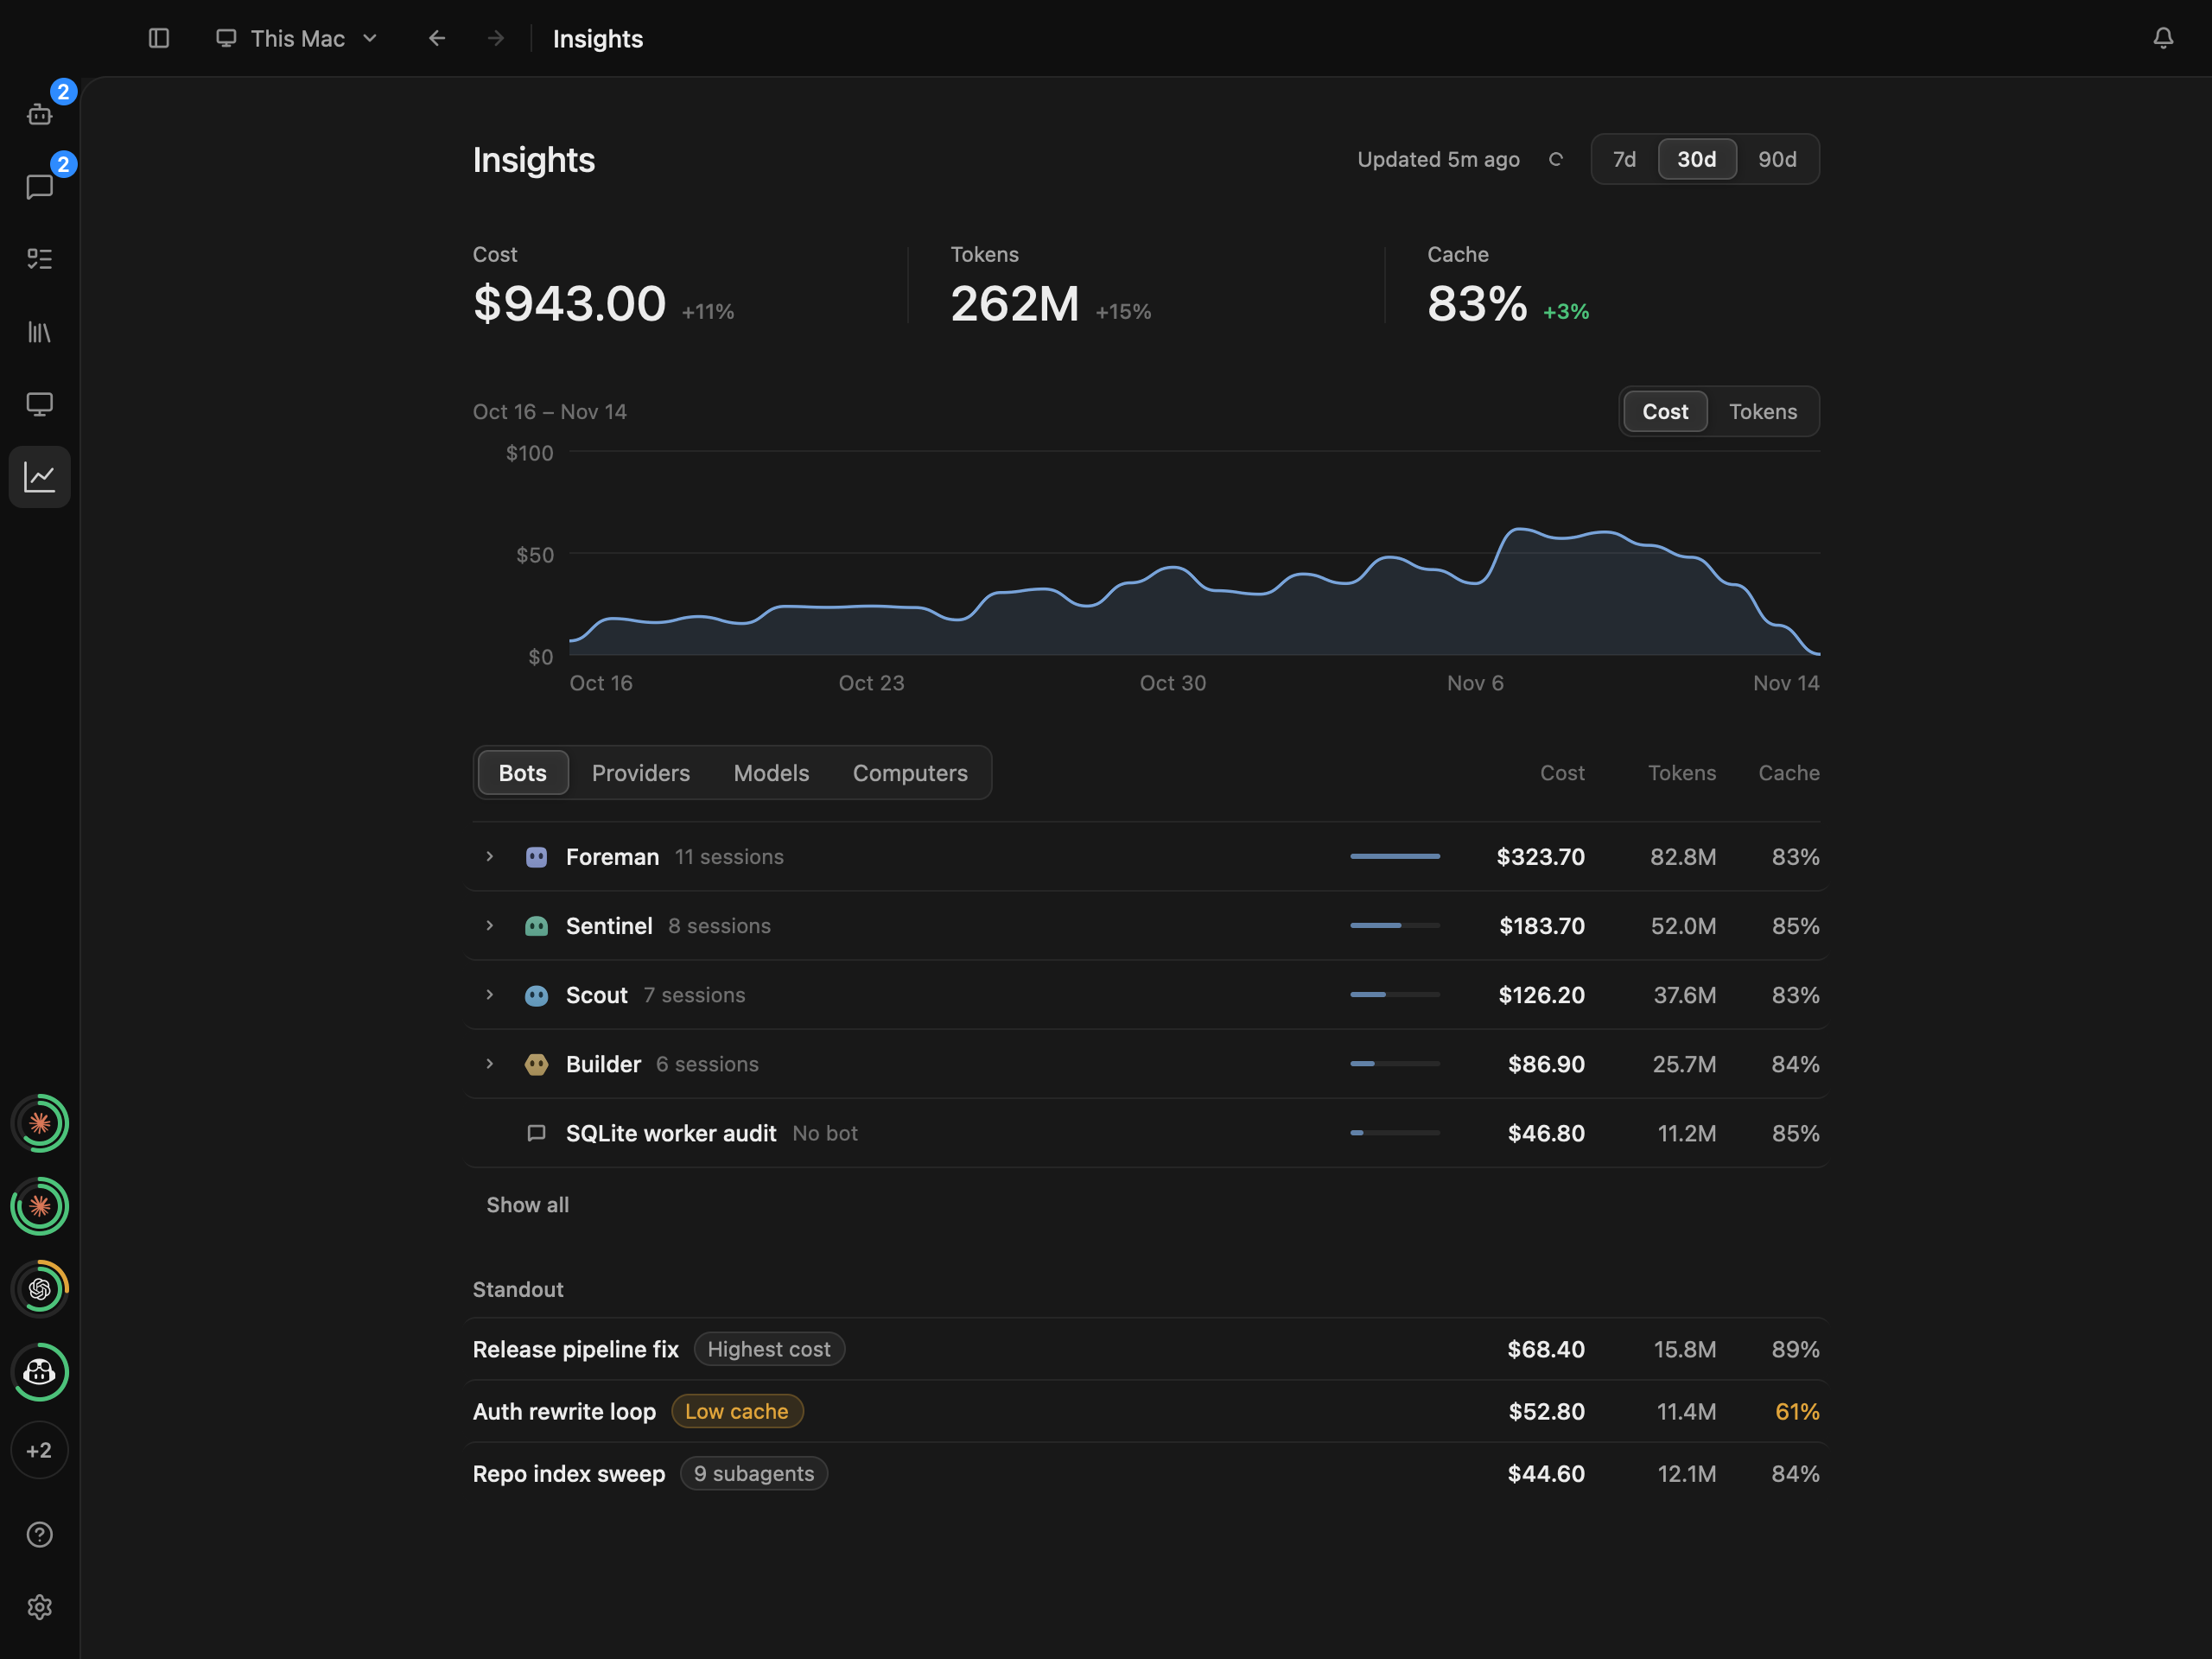 This Mac
Insights
2
2
Insights
Updated 5m ago
7d 30d 90d
Cost
$943.00 +11%
Tokens
262M +15%
Cache
83% +3%
Oct 16 – Nov 14
Cost Tokens
$100
$50
$0
Oct 16 Oct 23 Oct 30 Nov 6 Nov 14
Bots Providers Models Computers Cost Tokens Cache
Foreman 11 sessions $323.70 82.8M 83%
Sentinel 8 sessions $183.70 52.0M 85%
Scout 7 sessions $126.20 37.6M 83%
Builder 6 sessions $86.90 25.7M 84%
SQLite worker audit No bot $46.80 11.2M 85%
Show all
Standout
Release pipeline fix Highest cost $68.40 15.8M 89%
Auth rewrite loop Low cache $52.80 11.4M 61%
Repo index sweep 9 subagents $44.60 12.1M 84%
+2